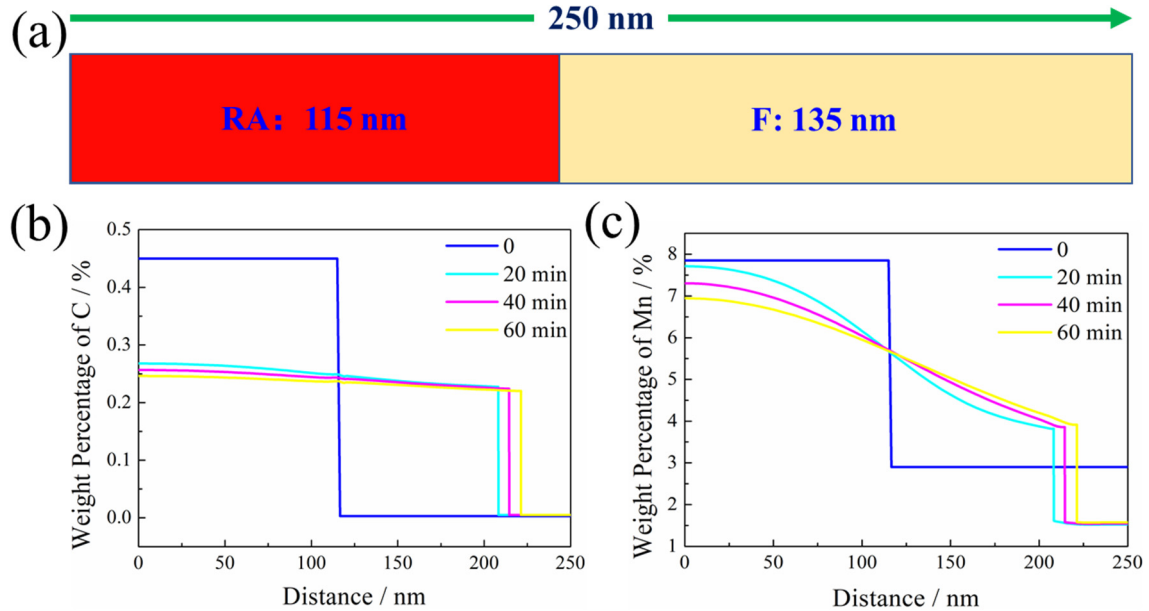 (a)
250 nm
RA： 115 nm
F: 135 nm
(b)
Weight Percentage of C / %
0.5
0.4
0.3
0.2
0.1
0.0
0
20 min
40 min
60 min
0 50 100 150 200 250
Distance / nm
(c)
Weight Percentage of Mn / %
8
7
6
5
4
3
2
1
0
20 min
40 min
60 min
0 50 100 150 200 250
Distance / nm